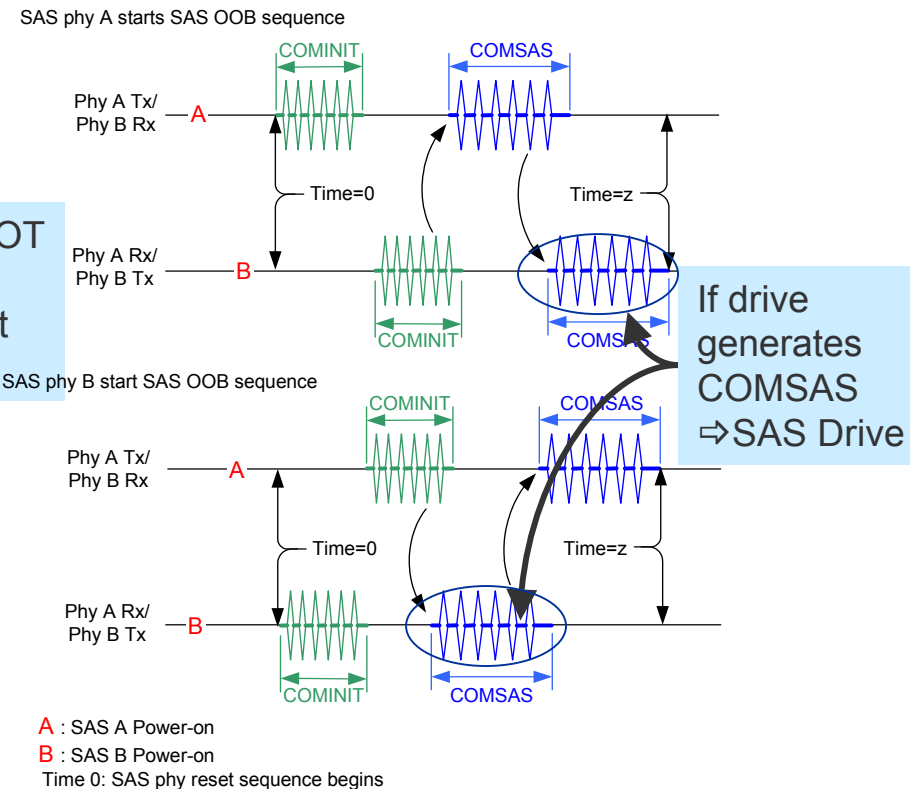 SAS phy A starts SAS OOB sequence
COMINIT
COMSAS
Phy A Tx/
Phy B Rx
A
Time=0
Time=z
OT
t
Phy A Rx/
Phy B Tx
B
COMINIT
COMSAS
If drive
generates
COMSAS
⇨SAS Drive
SAS phy B start SAS OOB sequence
COMINIT
COMSAS
Phy A Tx/
Phy B Rx
A
Time=0
Time=z
Phy A Rx/
Phy B Tx
B
COMINIT
COMSAS
A : SAS A Power-on
B : SAS B Power-on
Time 0: SAS phy reset sequence begins